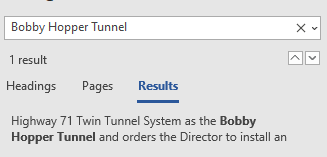 Bobby Hopper Tunnel
1 result
Headings Pages Results
Highway 71 Twin Tunnel System as the Bobby
Hopper Tunnel and orders the Director to install an